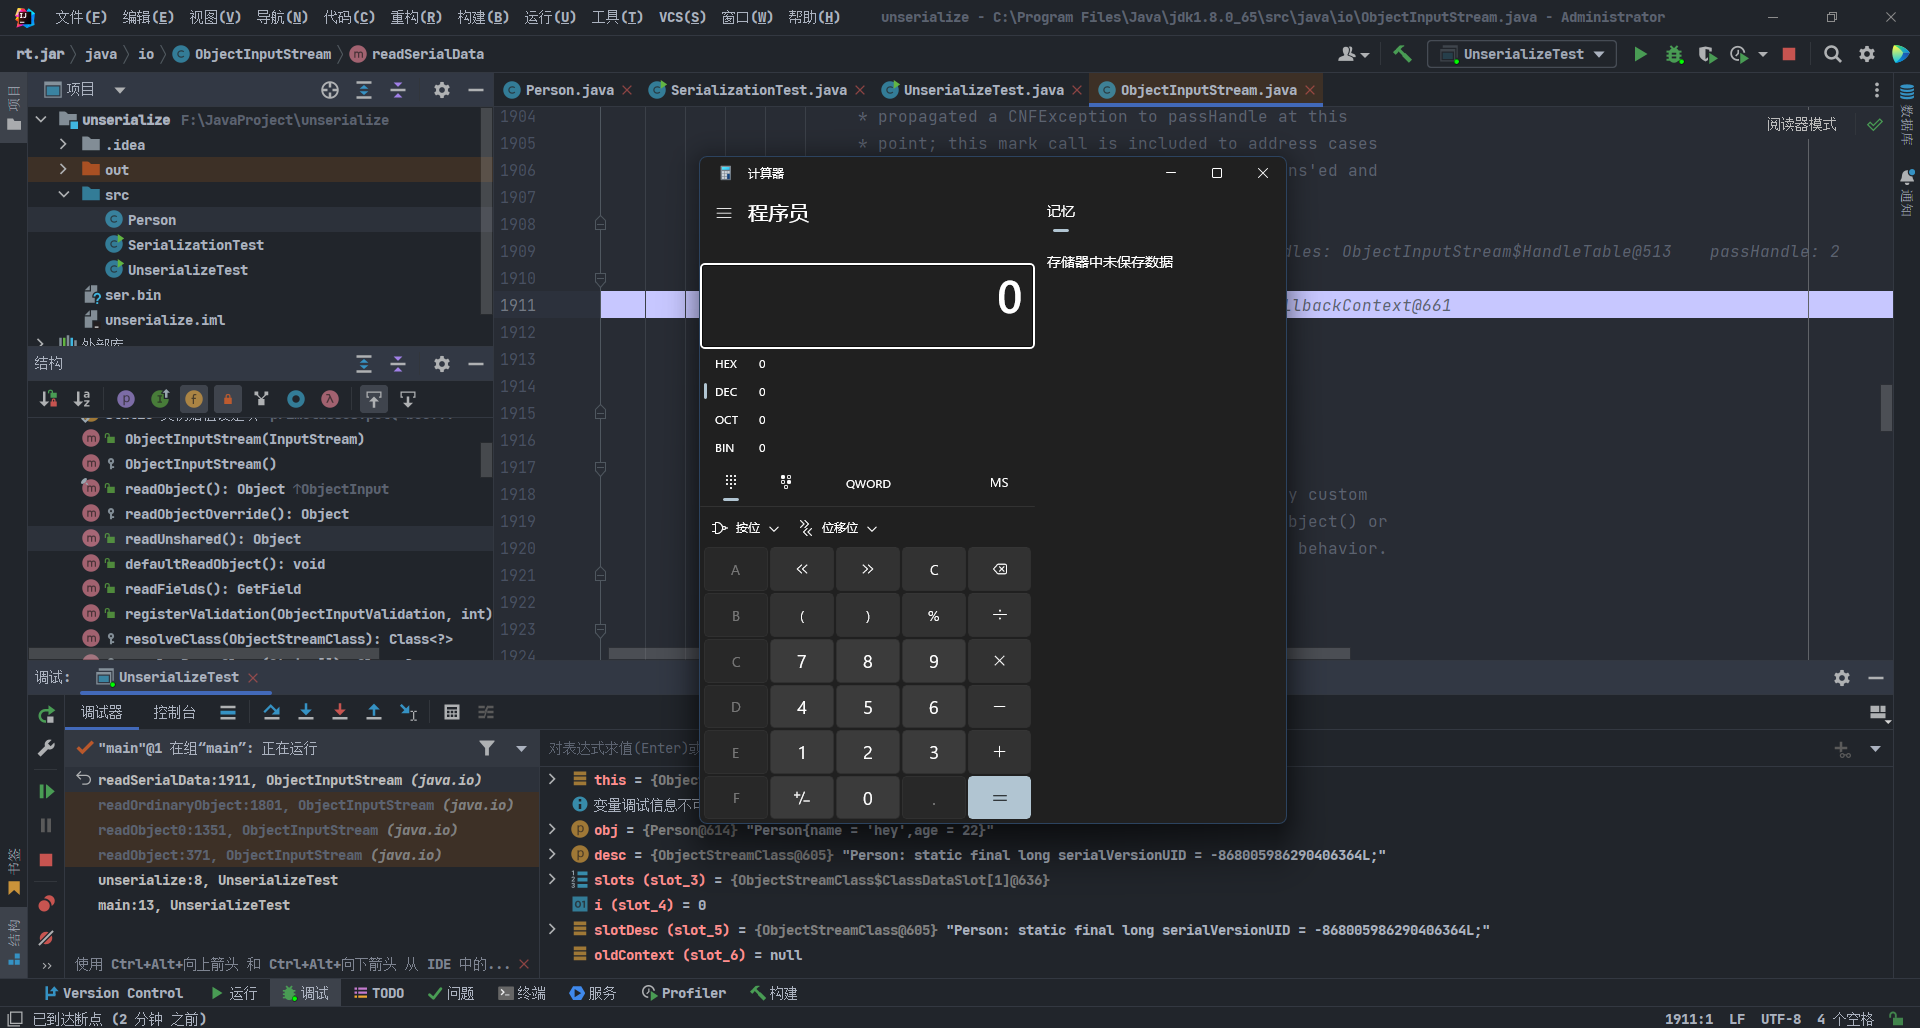 文件(F) 编辑(E) 视图(V) 导航(N) 代码(C) 重构(R) 构建(B) 运行(U) 工具(T) VCS(S) 窗口(W) 帮助(H) unserialize - C:\Program Files\Java\jdk1.8.0_65\src\java\io\ObjectInputStream.java - Administrator
rt.jar java io ObjectInputStream readSerialData
UnserializeTest
项目
项目
Person.java SerializationTest.java UnserializeTest.java ObjectInputStream.java
数据库
通知
阅读器模式
unserialize F:\JavaProject\unserialize
.idea
out
src
Person
SerializationTest
UnserializeTest
ser.bin
unserialize.iml
外部库
1904 * propagated a CNFException to passHandle at this
1905 * point; this mark call is included to address cases
1906 ns'ed and
1907
1908
1909 dles: ObjectInputStream$HandleTable@513 passHandle: 2
1910
1911 llbackContext@661
1912
1913
1914
1915
1916
1917
1918 y custom
1919 bject() or
1920 behavior.
1921
1922
1923
1924
结构
ObjectInputStream(InputStream)
ObjectInputStream()
readObject(): Object ↑ObjectInput
readObjectOverride(): Object
readUnshared(): Object
defaultReadObject(): void
readFields(): GetField
registerValidation(ObjectInputValidation, int)
resolveClass(ObjectStreamClass): Class<?>
计算器
程序员
记忆
存储器中未保存数据
0
HEX 0
DEC 0
OCT 0
BIN 0
QWORD MS
按位 位移位
A « » C ⌫
B ( ) % ÷
C 7 8 9 ×
D 4 5 6 −
E 1 2 3 +
F +/− 0 . =
调试: UnserializeTest
调试器 控制台
"main"@1 在组“main”: 正在运行
对表达式求值(Enter)或
readSerialData:1911, ObjectInputStream (java.io)
readOrdinaryObject:1801, ObjectInputStream (java.io)
readObject0:1351, ObjectInputStream (java.io)
readObject:371, ObjectInputStream (java.io)
unserialize:8, UnserializeTest
main:13, UnserializeTest
使用 Ctrl+Alt+向上箭头 和 Ctrl+Alt+向下箭头 从 IDE 中的...
this = {Objec
变量调试信息不可
obj = {Person@614} "Person{name = 'hey',age = 22}"
desc = {ObjectStreamClass@605} "Person: static final long serialVersionUID = -868005986290406364L;"
slots (slot_3) = {ObjectStreamClass$ClassDataSlot[1]@636}
i (slot_4) = 0
slotDesc (slot_5) = {ObjectStreamClass@605} "Person: static final long serialVersionUID = -868005986290406364L;"
oldContext (slot_6) = null
书签
结构
Version Control 运行 调试 TODO 问题 终端 服务 Profiler 构建
已到达断点 (2 分钟 之前)
1911:1 LF UTF-8 4 个空格